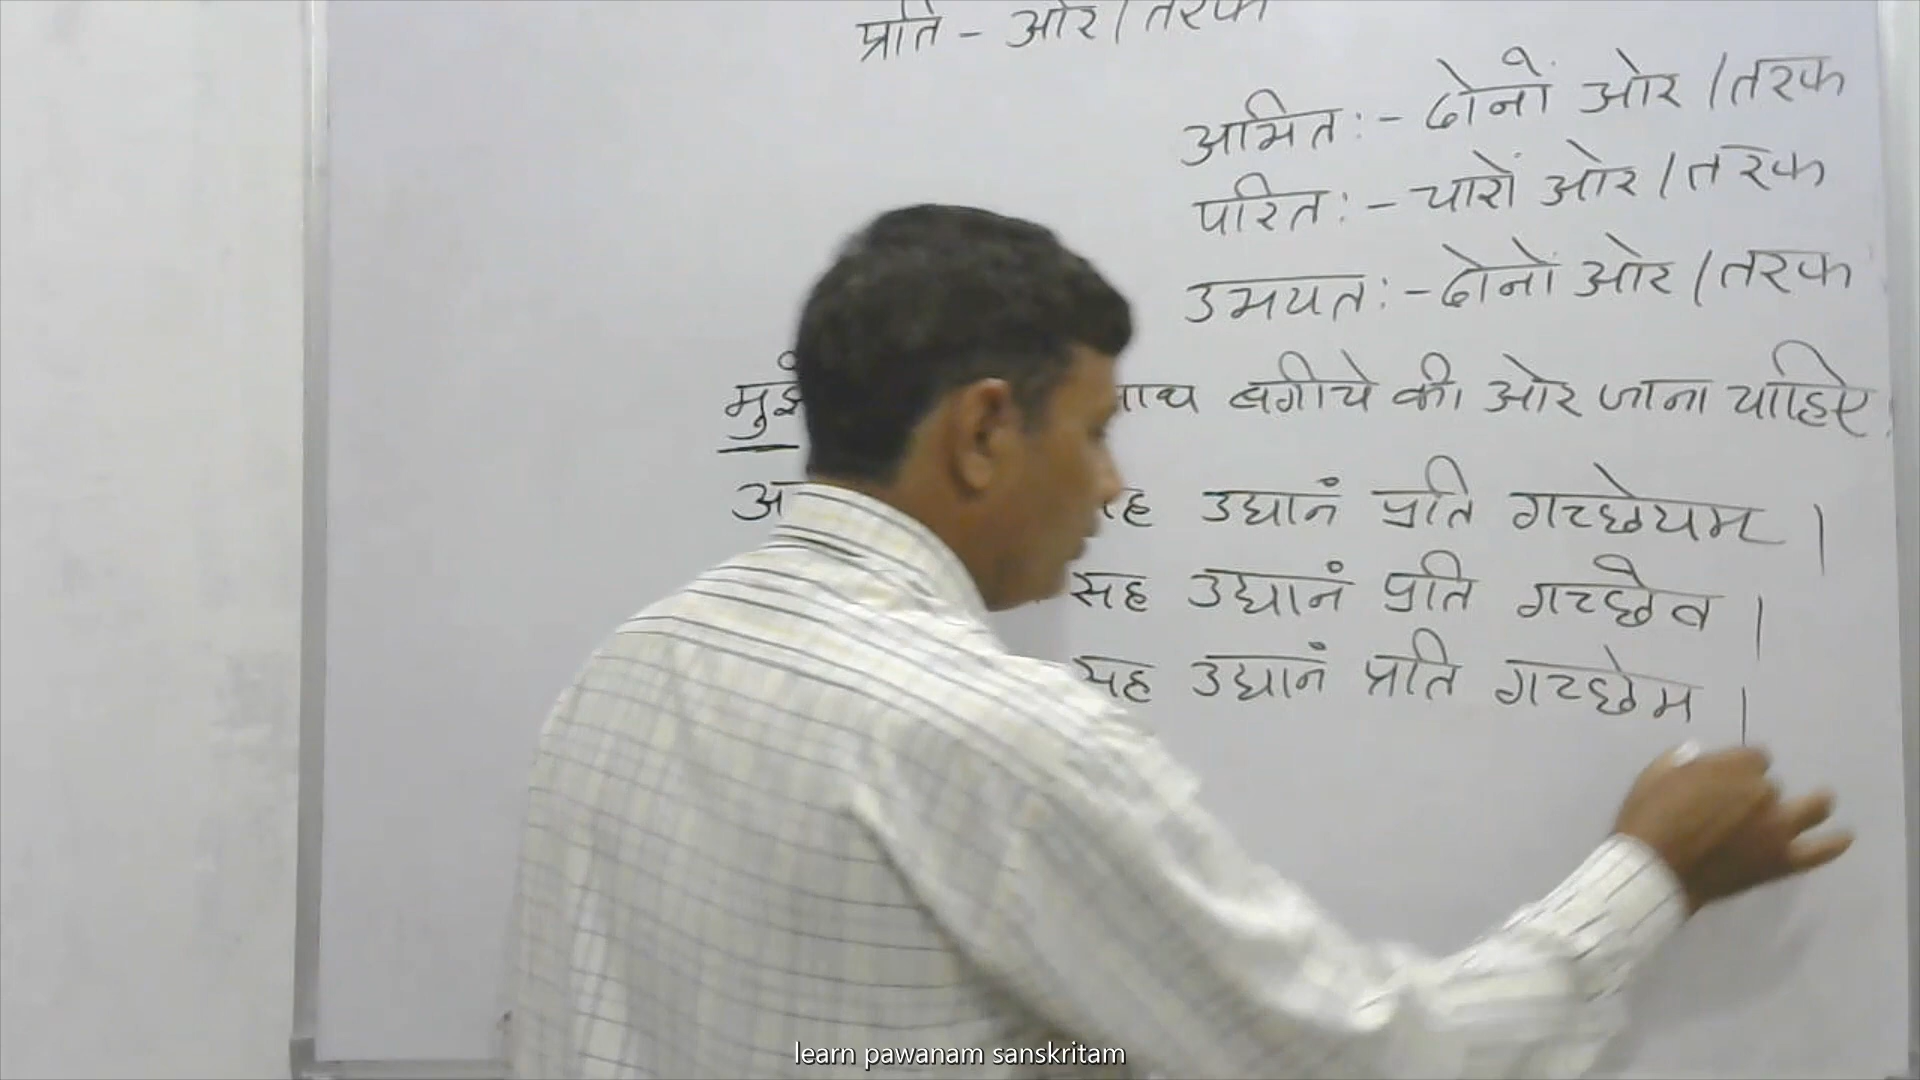 प्रति - ओर / तरफ
अभितः - दोनों ओर / तरफ
परितः - चारों ओर / तरफ
उभयतः - दोनों ओर / तरफ
बगीचे की ओर जाना चाहिए।
उद्यानं प्रति गच्छेयम् ।
सह उद्यानं प्रति गच्छेव ।
सह उद्यानं प्रति गच्छेम ।
learn pawanam sanskritam